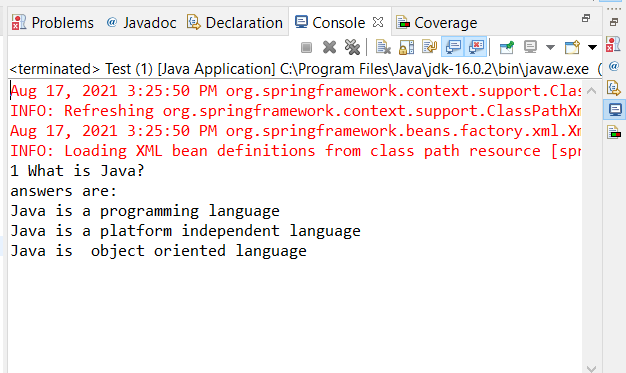 Problems @ Javadoc Declaration Console Coverage
<terminated> Test (1) [Java Application] C:\Program Files\Java\jdk-16.0.2\bin\javaw.exe (
Aug 17, 2021 3:25:50 PM org.springframework.context.support.Clas
INFO: Refreshing org.springframework.context.support.ClassPathXm
Aug 17, 2021 3:25:50 PM org.springframework.beans.factory.xml.Xm
INFO: Loading XML bean definitions from class path resource [spr
1 What is Java?
answers are:
Java is a programming language
Java is a platform independent language
Java is  object oriented language